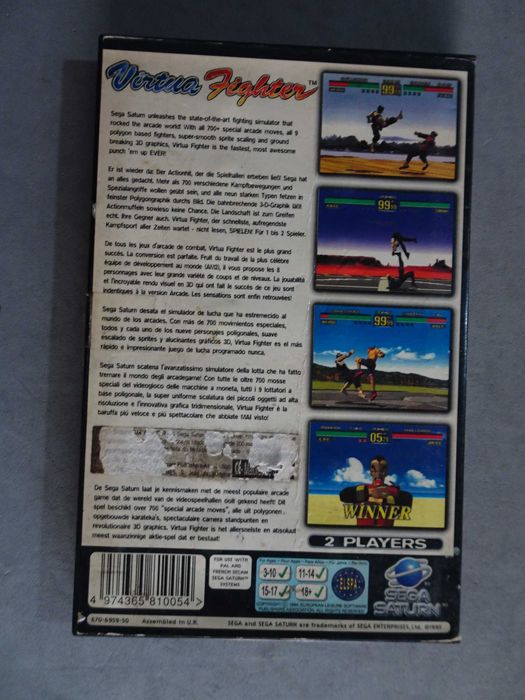 Virtua Fighter™
Sega Saturn unleashes the state-of-the-art fighting simulator that
rocked the arcade world! With all 700+ special arcade moves, all 9
polygon based fighters, super-smooth sprite scaling and ground
breaking 3D graphics, Virtua Fighter is the fastest, most awesome
punch 'em up EVER!
Er ist wieder da: Der Actionhit, der die Spielhallen erbeben ließ! Sega hat
an alles gedacht. Mehr als 700 verschiedene Kampfbewegungen und
Spezialangriffe wollen geübt sein, und alle neun starken Typen fetzen in
feinster Polygongraphik durchs Bild. Die bahnbrechende 3-D-Graphik läßt
Actionmuffeln sowieso keine Chance. Die Landschaft ist zum Greifen
echt. Ihre Gegner auch. Virtua Fighter, der schnellste, aufregendste
Kampfsport aller Zeiten wartet - nicht lesen, SPIELEN! Für 1 bis 2 Spieler.
De tous les jeux d'arcade de combat, Virtua Fighter est le plus grand
succès. La conversion est parfaite. Fruit du travail de la plus célèbre
équipe de développement au monde (AM2), il vous propose les 8
personnages avec leur grande variété de coups et de niveaux. La jouabilité
et l'incroyable rendu visuel en 3D qui ont fait le succès de ce jeu sont
indentiques à la version Arcade. Les sensations sont enfin retrouvées!
Sega Saturn desata el simulador de lucha que ha estremecido al
mundo de los arcades. Con más de 700 movimientos especiales,
todos y cada uno de los nueve personajes poligonales, suave
escalado de sprites y alucinantes gráficos 3D, Virtua Fighter es el más
rápido e impresionante juego de lucha programado nunca.
Sega Saturn scatena l'avanzatissimo simulatore della lotta che ha fatto
tremare il mondo degli arcadegame! Con tutte le oltre 700 mosse
speciali del videogioco delle macchine a moneta, tutti i 9 lottatori a
base poligonale, la super uniforme scalatura dei piccoli oggetti ad alta
risoluzione e l'innovativa grafica tridimensionale, Virtua Fighter è la
baruffa più veloce e più spettacolare che abbiate MAI visto!
De Sega Saturn laat je kennismaken met de meest populaire arcade
game dat de wereld van de videospeelhallen ooit gekend heeft! Dit
spel beschikt over 700 "special arcade moves", alle uit polygonen
opgebouwde karateka's, spectaculaire camera standpunten en
revolutionaire 3D graphics. Virtua Fighter is het allersnelste en absoluut
meest waanzinnige aktie-spel dat er bestaat!
99
99
99
05
WINNER
2 PLAYERS
4 974365 810054 >
670-6959-50
Assembled in U.K.
FOR USE WITH
PAL AND
FRENCH SECAM
SEGA SATURN™
SYSTEMS
3-10
11-14
15-17
18+
ELSPA
SEGA SATURN™
SEGA and SEGA SATURN are trademarks of SEGA ENTERPRISES, Ltd. ©1995